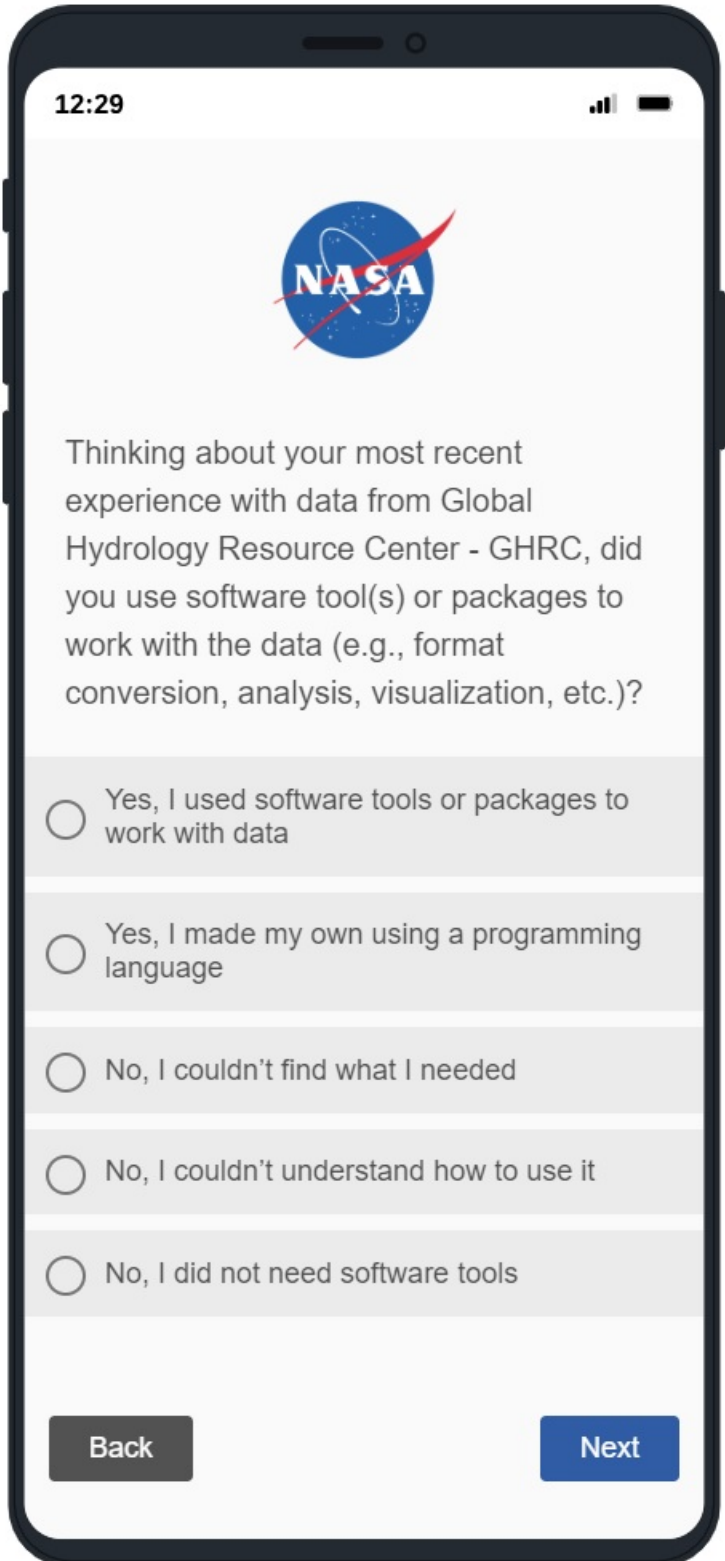 12:29
NASA
Thinking about your most recent
experience with data from Global
Hydrology Resource Center - GHRC, did
you use software tool(s) or packages to
work with the data (e.g., format
conversion, analysis, visualization, etc.)?
Yes, I used software tools or packages to
work with data
Yes, I made my own using a programming
language
No, I couldn’t find what I needed
No, I couldn’t understand how to use it
No, I did not need software tools
Back
Next